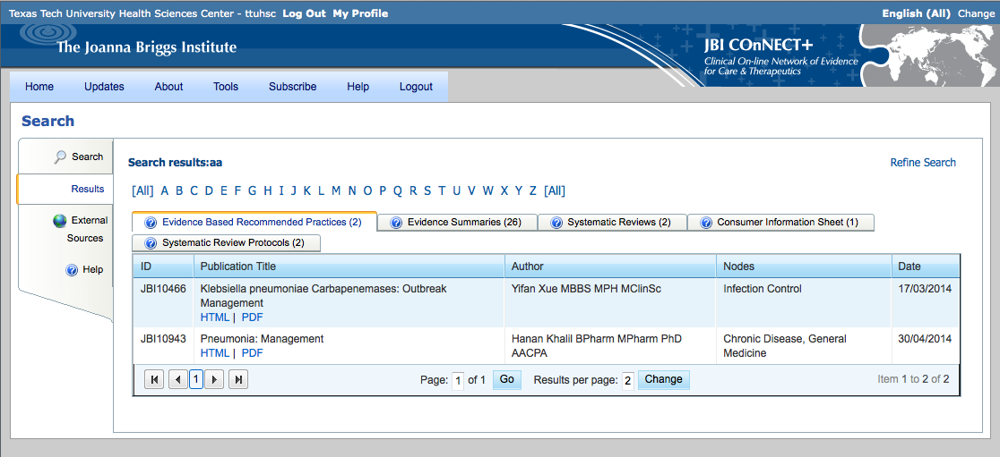 Texas Tech University Health Sciences Center - ttuhsc Log Out My Profile English (All) Change
The Joanna Briggs Institute
JBI COnNECT+
Clinical On-line Network of Evidence
for Care & Therapeutics
Home Updates About Tools Subscribe Help Logout
Search
Search
Results
External
Sources
Help
Search results:aa Refine Search
[All] A B C D E F G H I J K L M N O P Q R S T U V W X Y Z [All]
Evidence Based Recommended Practices (2) Evidence Summaries (26) Systematic Reviews (2) Consumer Information Sheet (1)
Systematic Review Protocols (2)
ID Publication Title Author Nodes Date
JBI10466 Klebsiella pneumoniae Carbapenemases: Outbreak Yifan Xue MBBS MPH MClinSc Infection Control 17/03/2014
Management
HTML | PDF
JBI10943 Pneumonia: Management Hanan Khalil BPharm MPharm PhD Chronic Disease, General 30/04/2014
HTML | PDF AACPA Medicine
1 Page: 1 of 1 Go Results per page: 2 Change Item 1 to 2 of 2